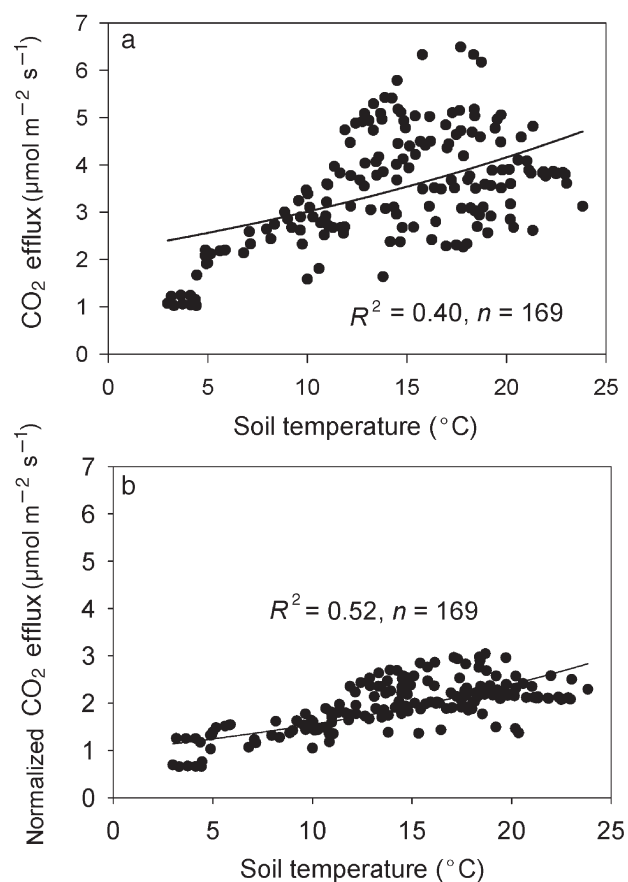 a
7
6
5
4
3
2
1
0
CO₂ efflux (µmol m⁻² s⁻¹)
R² = 0.40, n = 169
0 5 10 15 20 25
Soil temperature (°C)
b
7
6
5
4
3
2
1
0
Normalized CO₂ efflux (µmol m⁻² s⁻¹)
R² = 0.52, n = 169
0 5 10 15 20 25
Soil temperature (°C)